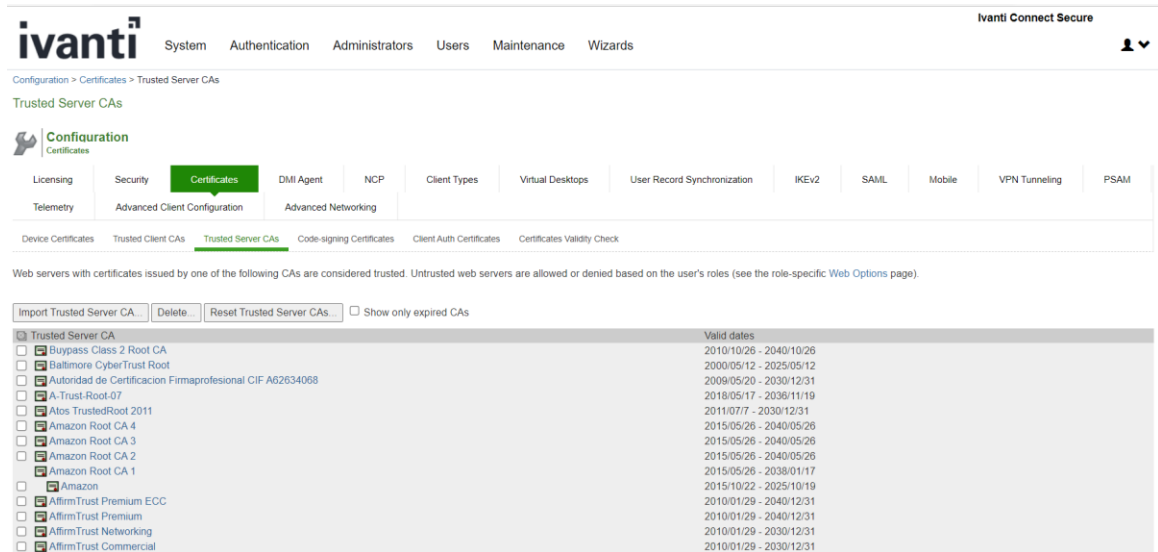 Ivanti Connect Secure
ivanti
System Authentication Administrators Users Maintenance Wizards
Configuration > Certificates > Trusted Server CAs
Trusted Server CAs
Configuration
Certificates
Licensing Security Certificates DMI Agent NCP Client Types Virtual Desktops User Record Synchronization IKEv2 SAML Mobile VPN Tunneling PSAM
Telemetry Advanced Client Configuration Advanced Networking
Device Certificates Trusted Client CAs Trusted Server CAs Code-signing Certificates Client Auth Certificates Certificates Validity Check
Web servers with certificates issued by one of the following CAs are considered trusted. Untrusted web servers are allowed or denied based on the user's roles (see the role-specific Web Options page).
Import Trusted Server CA... Delete... Reset Trusted Server CAs... Show only expired CAs
Trusted Server CA Valid dates
Buypass Class 2 Root CA 2010/10/26 - 2040/10/26
Baltimore CyberTrust Root 2000/05/12 - 2025/05/12
Autoridad de Certificacion Firmaprofesional CIF A62634068 2009/05/20 - 2030/12/31
A-Trust-Root-07 2018/05/17 - 2036/11/19
Atos TrustedRoot 2011 2011/07/7 - 2030/12/31
Amazon Root CA 4 2015/05/26 - 2040/05/26
Amazon Root CA 3 2015/05/26 - 2040/05/26
Amazon Root CA 2 2015/05/26 - 2040/05/26
Amazon Root CA 1 2015/05/26 - 2038/01/17
Amazon 2015/10/22 - 2025/10/19
AffirmTrust Premium ECC 2010/01/29 - 2040/12/31
AffirmTrust Premium 2010/01/29 - 2040/12/31
AffirmTrust Networking 2010/01/29 - 2030/12/31
AffirmTrust Commercial 2010/01/29 - 2030/12/31